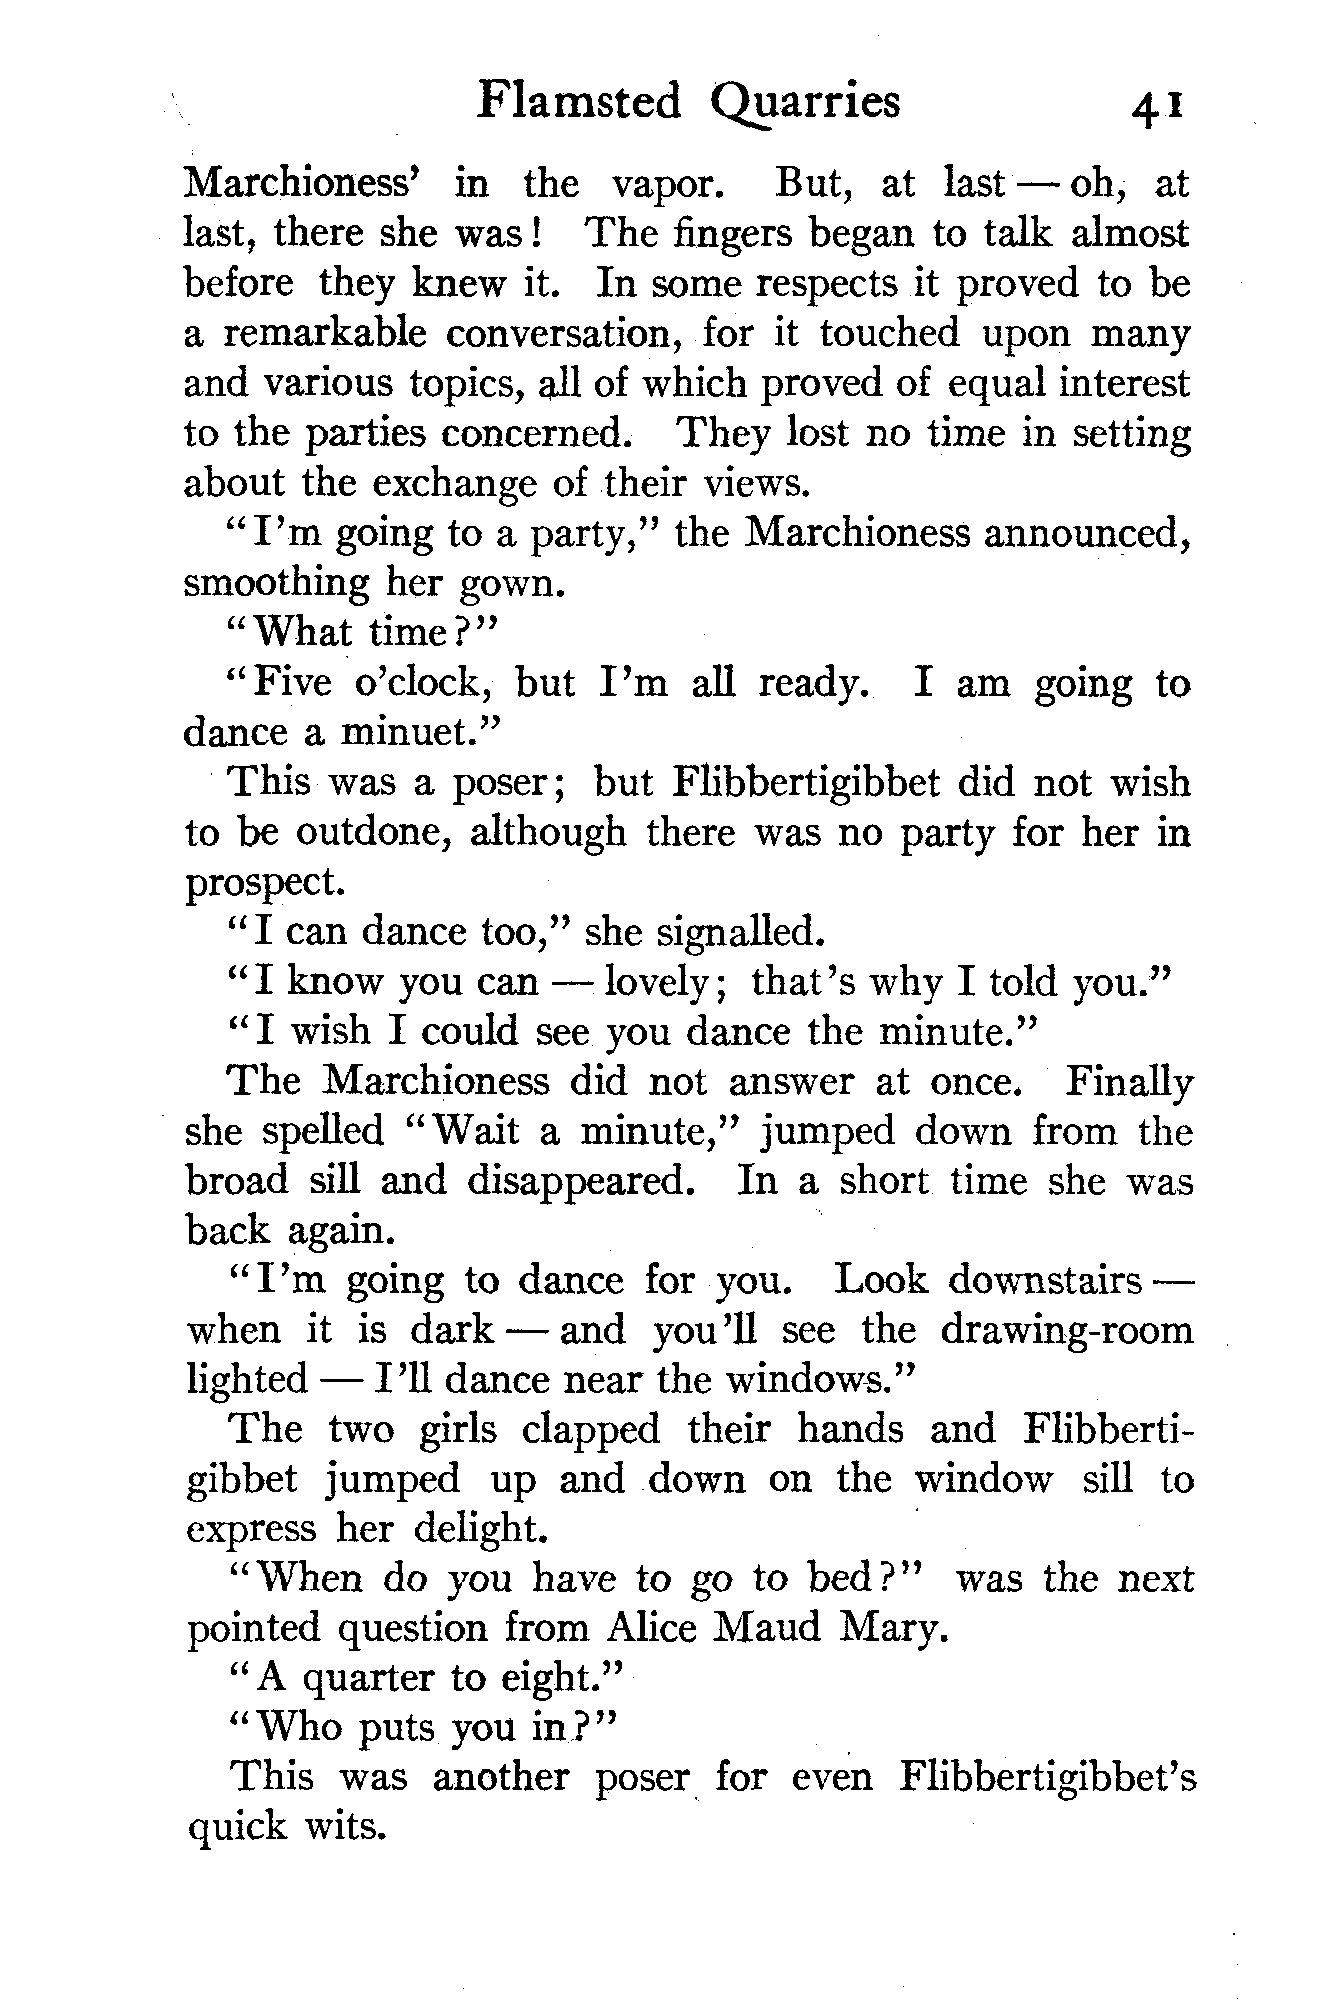 Flamsted Quarries 41
Marchioness' in the vapor. But, at last — oh, at
last, there she was! The fingers began to talk almost
before they knew it. In some respects it proved to be
a remarkable conversation, for it touched upon many
and various topics, all of which proved of equal interest
to the parties concerned. They lost no time in setting
about the exchange of their views.
"I'm going to a party," the Marchioness announced,
smoothing her gown.
"What time?"
"Five o'clock, but I'm all ready. I am going to
dance a minuet."
This was a poser; but Flibbertigibbet did not wish
to be outdone, although there was no party for her in
prospect.
"I can dance too," she signalled.
"I know you can — lovely; that's why I told you."
"I wish I could see you dance the minute."
The Marchioness did not answer at once. Finally
she spelled "Wait a minute," jumped down from the
broad sill and disappeared. In a short time she was
back again.
"I'm going to dance for you. Look downstairs —
when it is dark — and you'll see the drawing-room
lighted — I'll dance near the windows."
The two girls clapped their hands and Flibberti-
gibbet jumped up and down on the window sill to
express her delight.
"When do you have to go to bed?" was the next
pointed question from Alice Maud Mary.
"A quarter to eight."
"Who puts you in?"
This was another poser for even Flibbertigibbet's
quick wits.